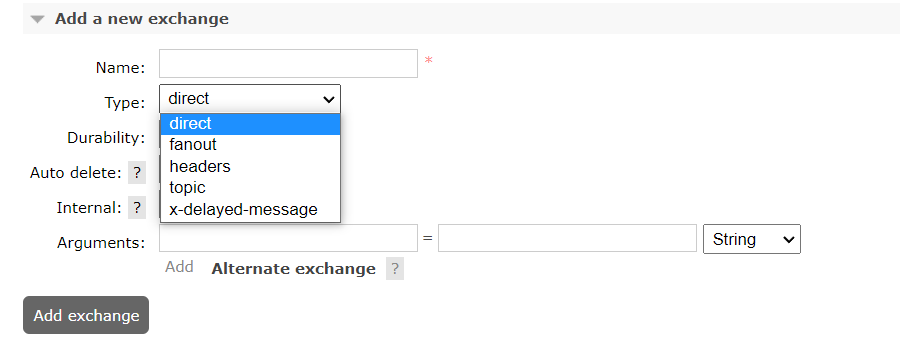 Add a new exchange
Name: *
Type: direct
direct
Durability:
fanout
Auto delete: ?
headers
topic
Internal: ?
x-delayed-message
Arguments: = String
Add Alternate exchange ?
Add exchange